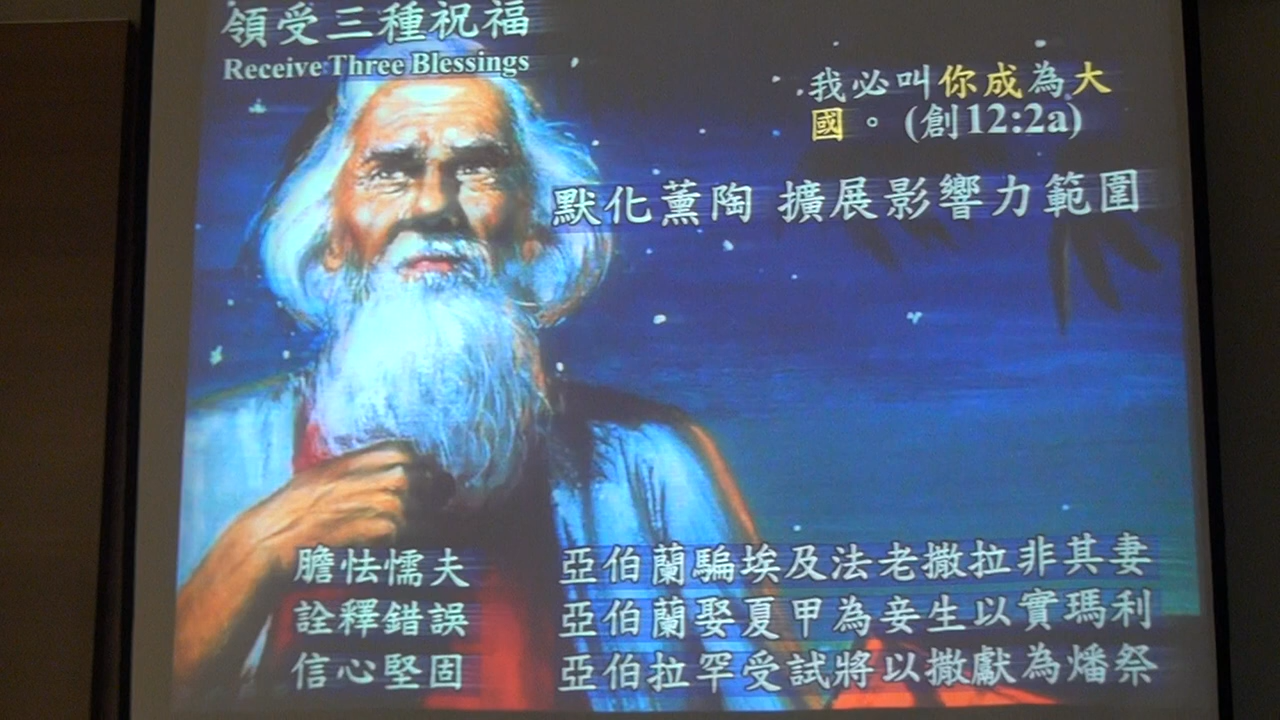 領受三種祝福
Receive Three Blessings
我必叫你成為大
國。(創12:2a)
默化薰陶 擴展影響力範圍
膽怯懦夫 亞伯蘭騙埃及法老撒拉非其妻
詮釋錯誤 亞伯蘭娶夏甲為妾生以實瑪利
信心堅固 亞伯拉罕受試將以撒獻為燔祭